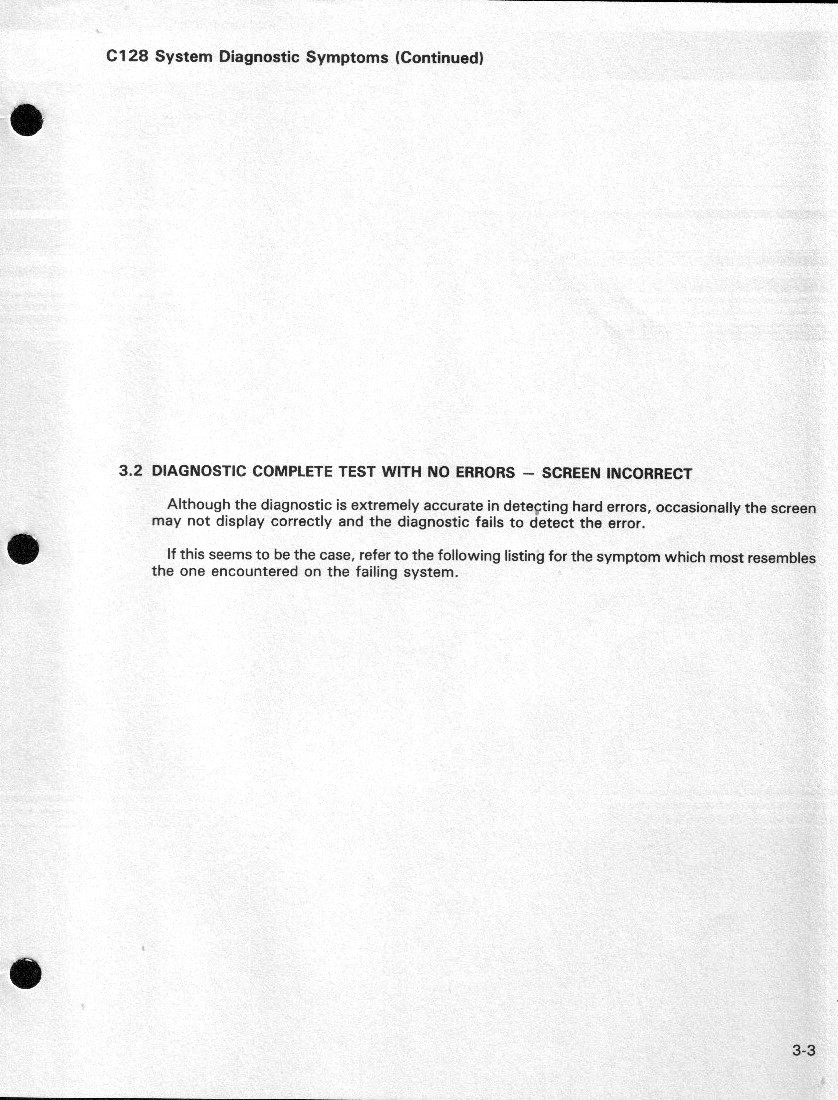 C128 System Diagnostic Symptoms (Continued)
3.2 DIAGNOSTIC COMPLETE TEST WITH NO ERRORS — SCREEN INCORRECT
Although the diagnostic is extremely accurate in detecting hard errors, occasionally the screen
may not display correctly and the diagnostic fails to detect the error.
If this seems to be the case, refer to the following listing for the symptom which most resembles
the one encountered on the failing system.
3-3